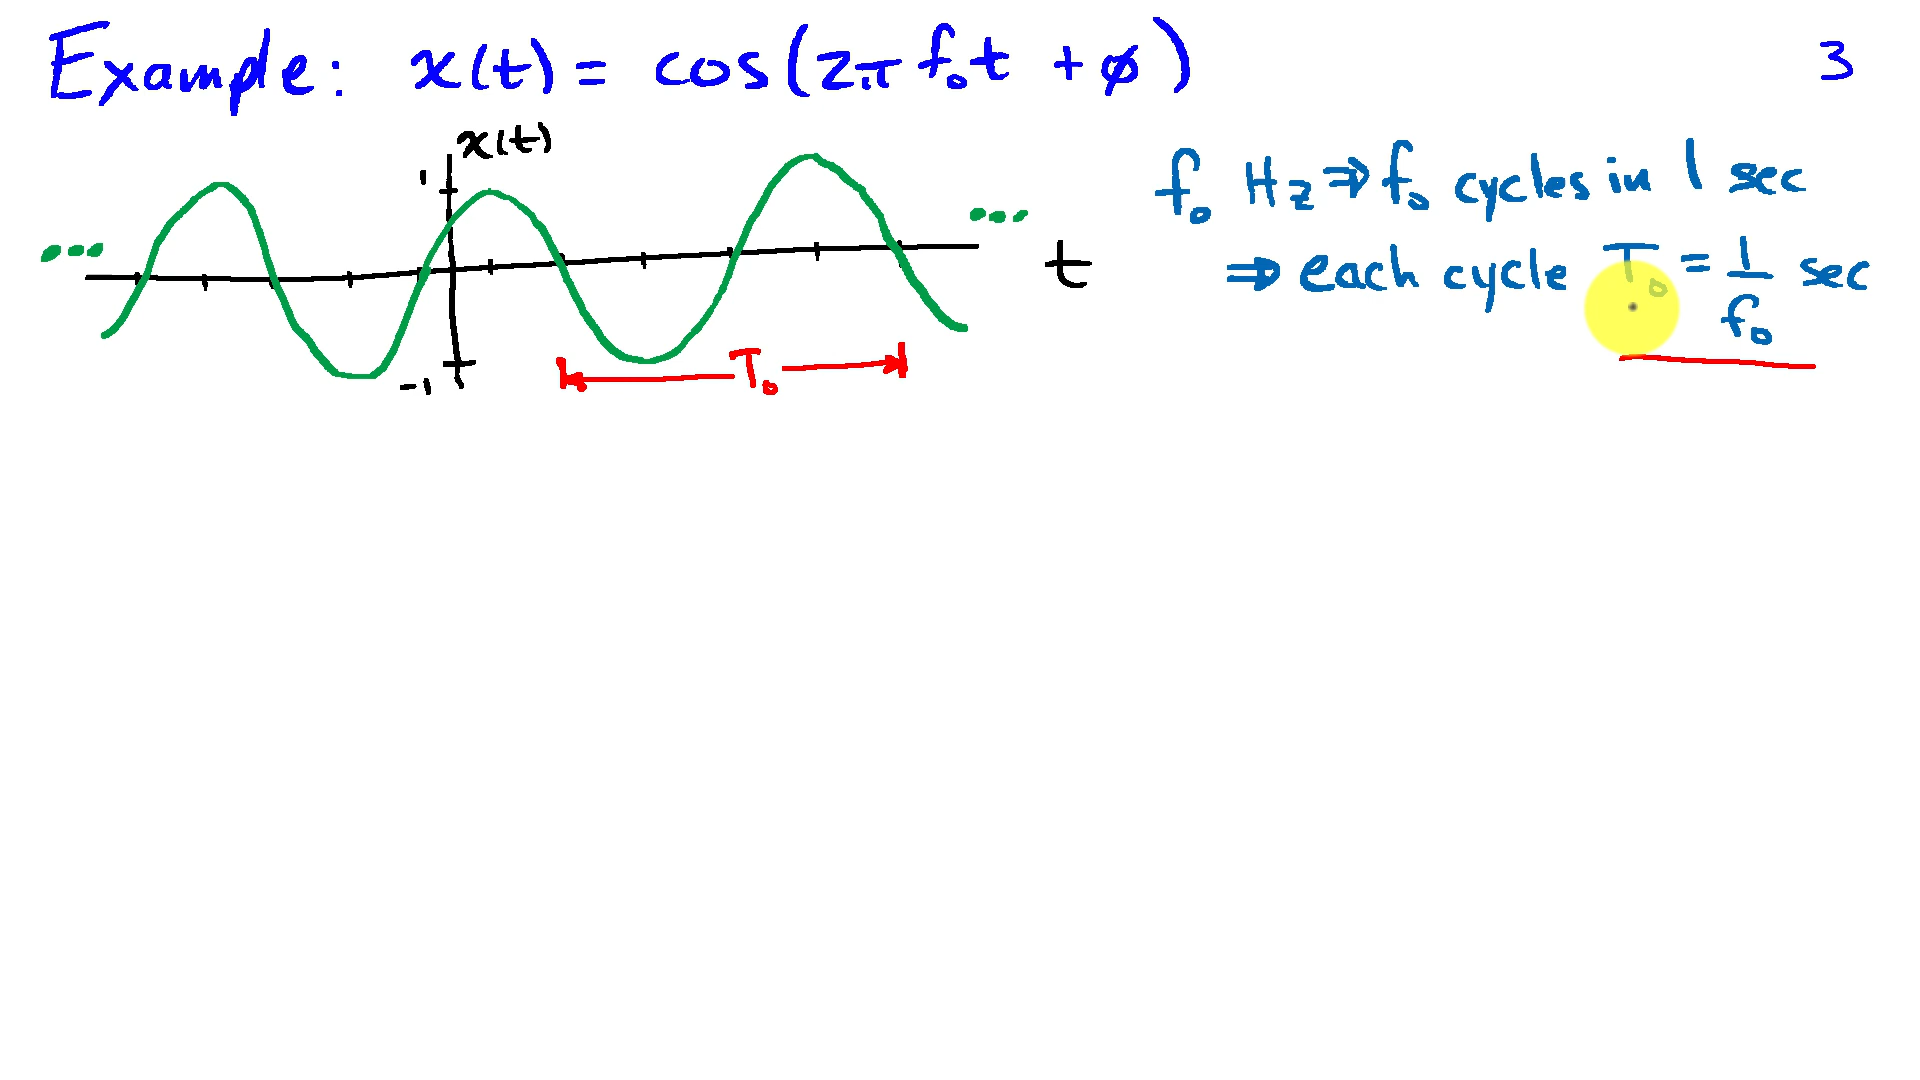 Example: x(t) = cos(2π f₀t + ø) 3
x(t)
1
-1
... ...
t
T₀
f₀ Hz ⇒ f₀ cycles in 1 sec
⇒ each cycle T₀ = 1/f₀ sec